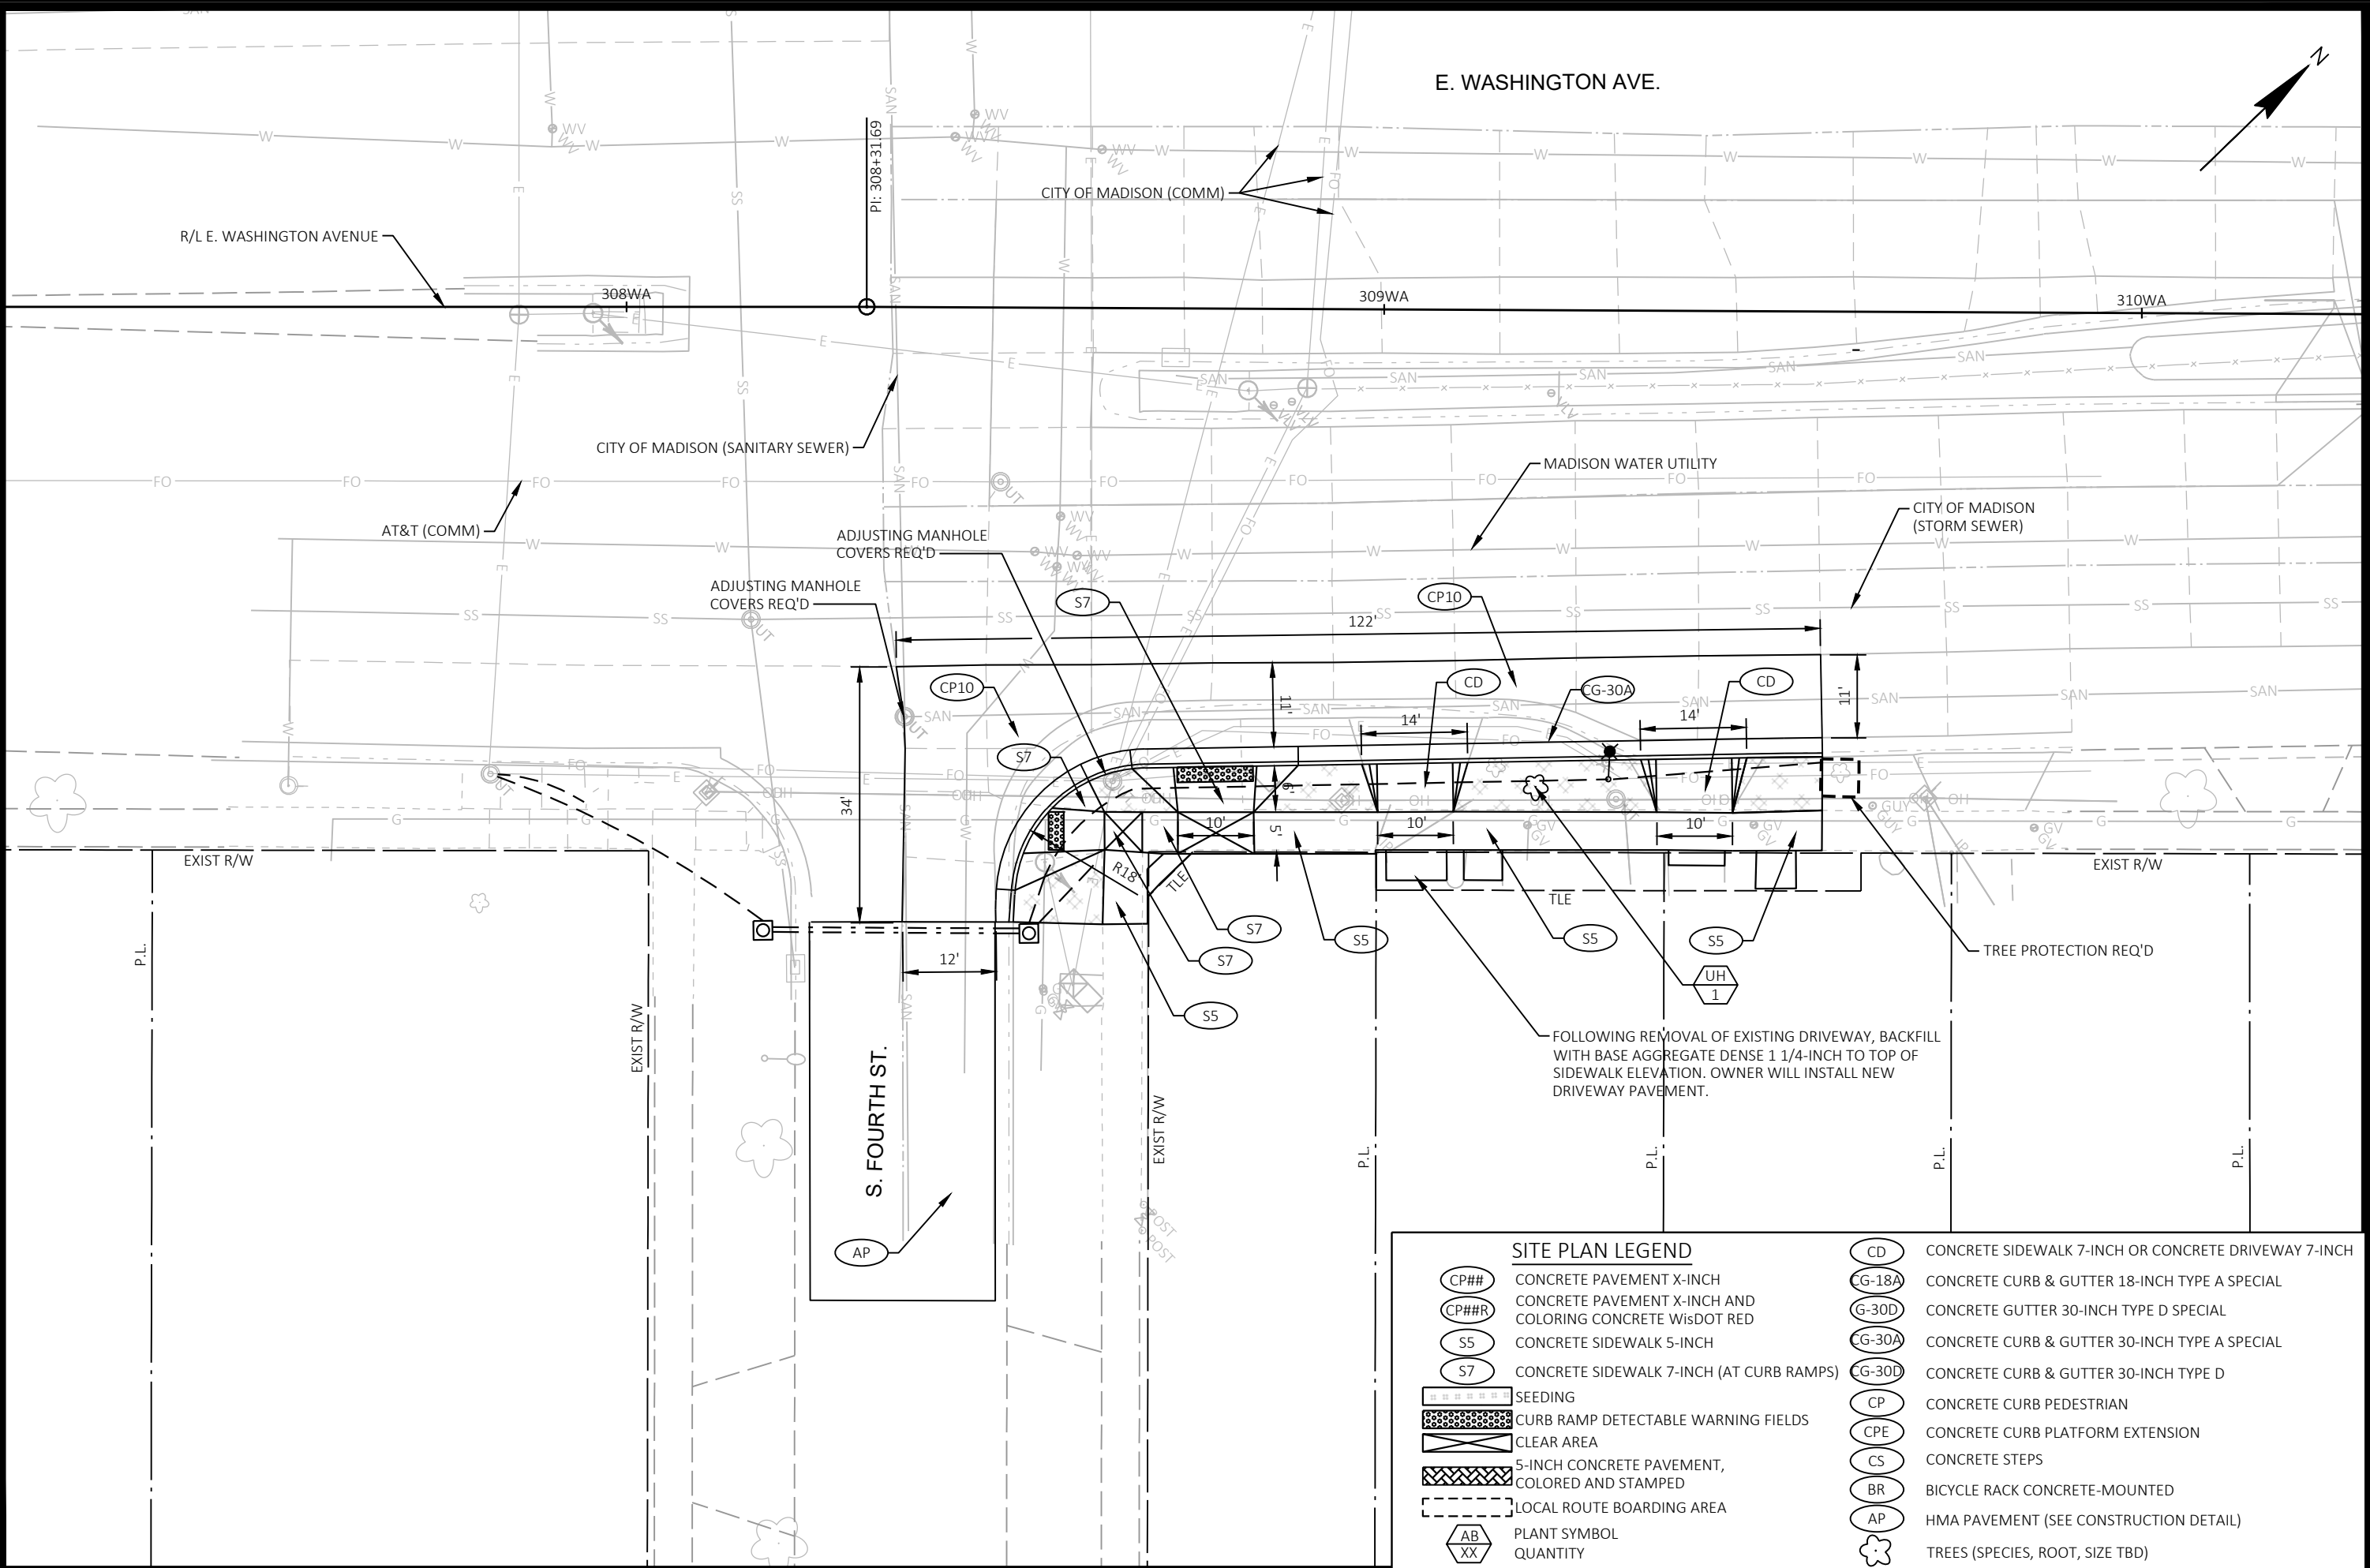 E. WASHINGTON AVE.
N
PI: 308+31.69
CITY OF MADISON (COMM)
R/L E. WASHINGTON AVENUE
308WA
309WA
310WA
CITY OF MADISON (SANITARY SEWER)
MADISON WATER UTILITY
AT&T (COMM)
CITY OF MADISON
(STORM SEWER)
ADJUSTING MANHOLE
COVERS REQ'D
ADJUSTING MANHOLE
COVERS REQ'D
S7
CP10
122'
CP10
CD
CG-30A
CD
11'
11'
14'
14'
S7
34'
6'
10'
5'
10'
10'
R18'
TLE
TLE
EXIST R/W
EXIST R/W
S7
S5
S5
S5
S7
12'
S5
UH
1
TREE PROTECTION REQ'D
P.L.
EXIST R/W
S. FOURTH ST.
EXIST R/W
P.L.
P.L.
P.L.
P.L.
FOLLOWING REMOVAL OF EXISTING DRIVEWAY, BACKFILL
WITH BASE AGGREGATE DENSE 1 1/4-INCH TO TOP OF
SIDEWALK ELEVATION. OWNER WILL INSTALL NEW
DRIVEWAY PAVEMENT.
POST
POST
AP
SITE PLAN LEGEND
CP## CONCRETE PAVEMENT X-INCH
CP##R CONCRETE PAVEMENT X-INCH AND
COLORING CONCRETE WisDOT RED
S5 CONCRETE SIDEWALK 5-INCH
S7 CONCRETE SIDEWALK 7-INCH (AT CURB RAMPS)
SEEDING
CURB RAMP DETECTABLE WARNING FIELDS
CLEAR AREA
5-INCH CONCRETE PAVEMENT,
COLORED AND STAMPED
LOCAL ROUTE BOARDING AREA
AB PLANT SYMBOL
XX QUANTITY
CD CONCRETE SIDEWALK 7-INCH OR CONCRETE DRIVEWAY 7-INCH
CG-18A CONCRETE CURB & GUTTER 18-INCH TYPE A SPECIAL
G-30D CONCRETE GUTTER 30-INCH TYPE D SPECIAL
CG-30A CONCRETE CURB & GUTTER 30-INCH TYPE A SPECIAL
CG-30D CONCRETE CURB & GUTTER 30-INCH TYPE D
CP CONCRETE CURB PEDESTRIAN
CPE CONCRETE CURB PLATFORM EXTENSION
CS CONCRETE STEPS
BR BICYCLE RACK CONCRETE-MOUNTED
AP HMA PAVEMENT (SEE CONSTRUCTION DETAIL)
TREES (SPECIES, ROOT, SIZE TBD)